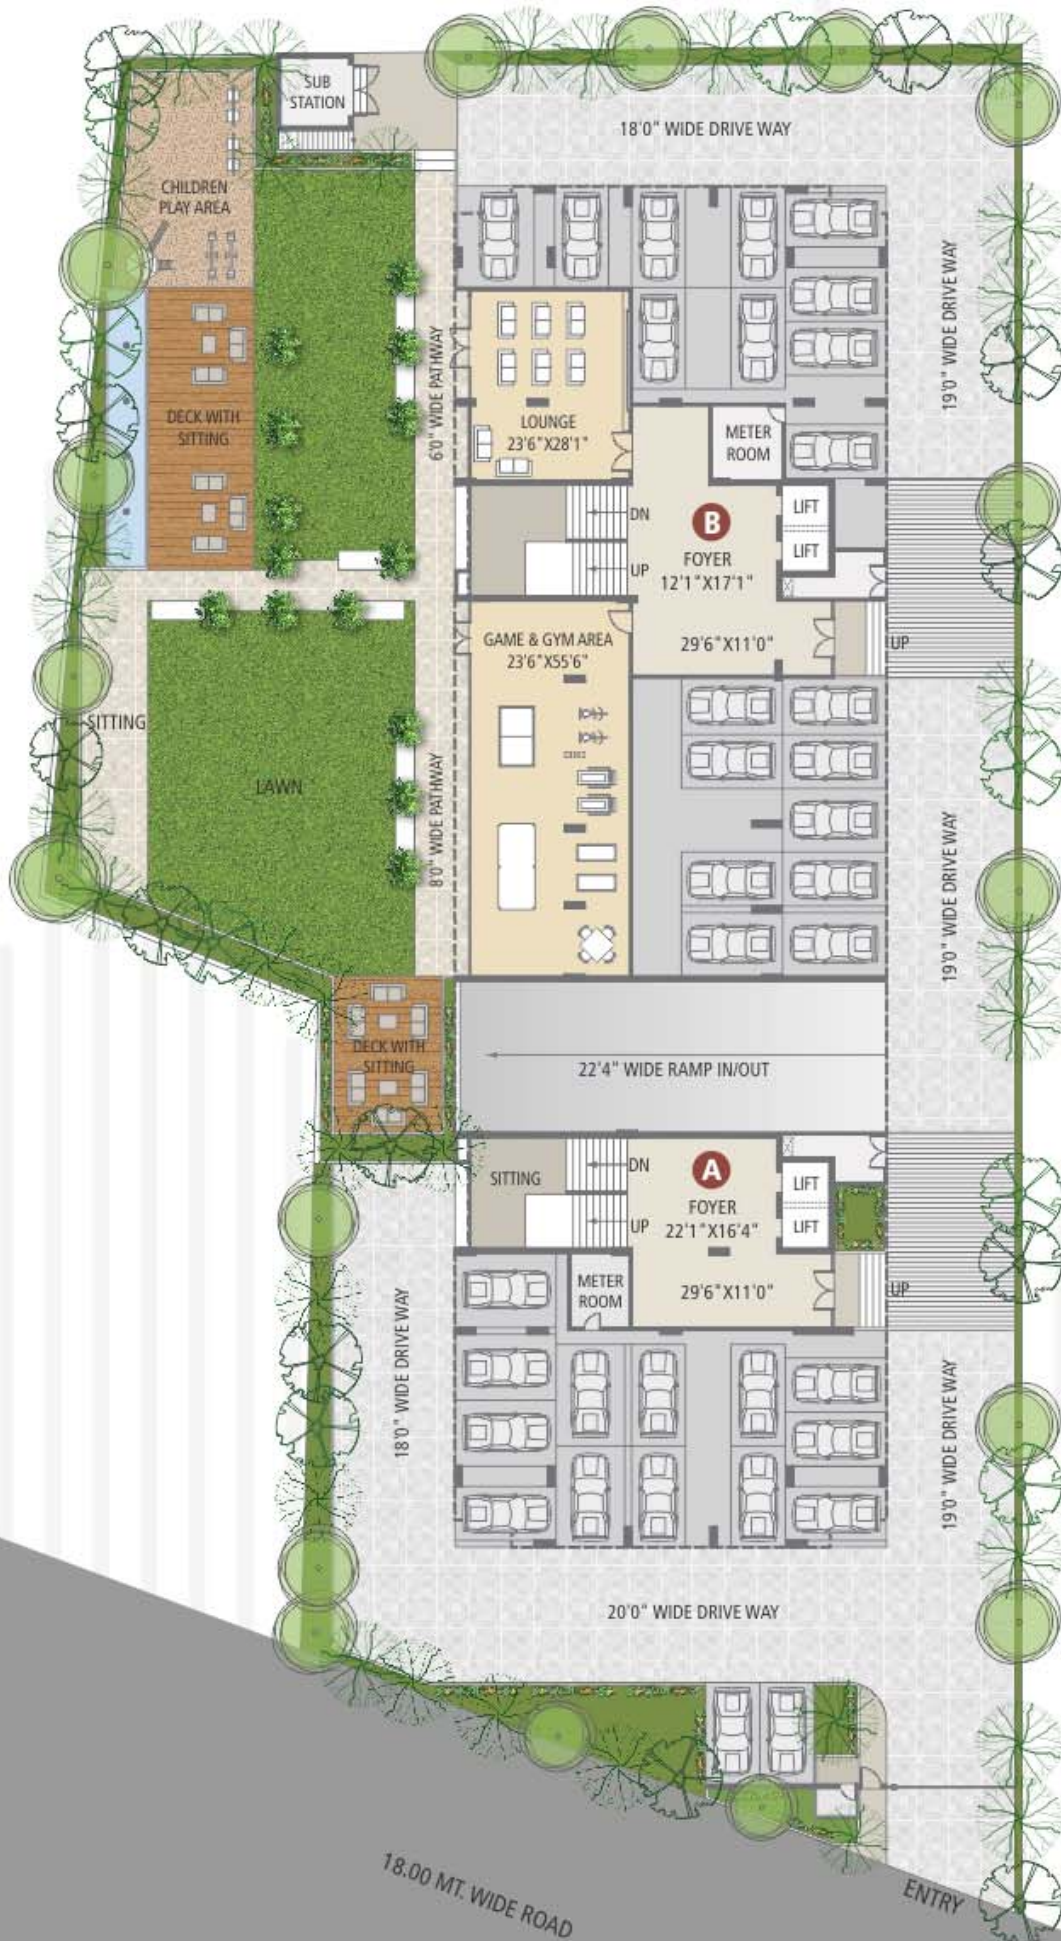 SUB
STATION
18'0" WIDE DRIVE WAY
CHILDREN
PLAY AREA
19'0" WIDE DRIVE WAY
6'0" WIDE PATHWAY
DECK WITH
SITTING
LOUNGE
23'6"X28'1"
METER
ROOM
LIFT
LIFT
DN
UP
B
FOYER
12'1"X17'1"
29'6"X11'0"
UP
GAME & GYM AREA
23'6"X55'6"
SITTING
LAWN
8'0" WIDE PATHWAY
19'0" WIDE DRIVE WAY
DECK WITH
SITTING
22'4" WIDE RAMP IN/OUT
SITTING
DN
UP
A
FOYER
22'1"X16'4"
LIFT
LIFT
29'6"X11'0"
UP
METER
ROOM
18'0" WIDE DRIVE WAY
19'0" WIDE DRIVE WAY
20'0" WIDE DRIVE WAY
18.00 MT. WIDE ROAD
ENTRY